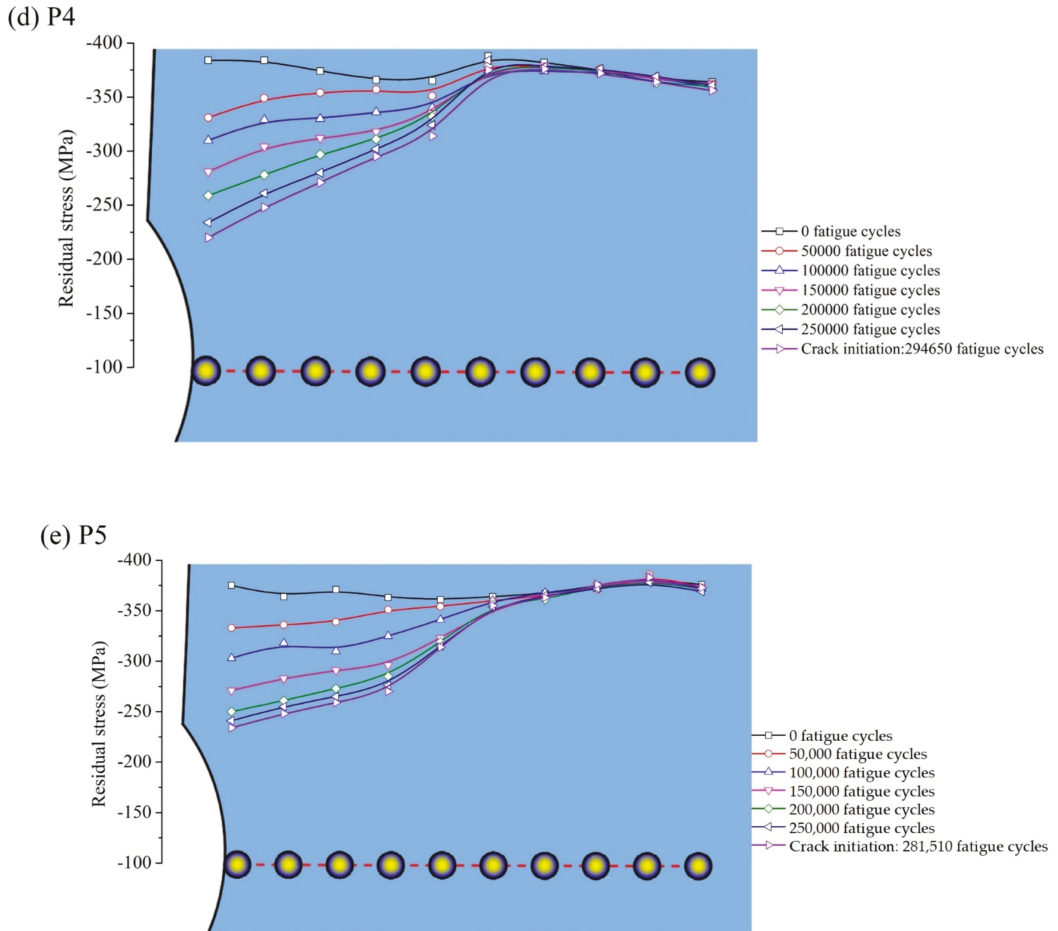 (d) P4
-400
-350
-300
-250
-200
-150
-100
Residual stress (MPa)
0 fatigue cycles
50000 fatigue cycles
100000 fatigue cycles
150000 fatigue cycles
200000 fatigue cycles
250000 fatigue cycles
Crack initiation:294650 fatigue cycles
(e) P5
-400
-350
-300
-250
-200
-150
-100
Residual stress (MPa)
0 fatigue cycles
50,000 fatigue cycles
100,000 fatigue cycles
150,000 fatigue cycles
200,000 fatigue cycles
250,000 fatigue cycles
Crack initiation: 281,510 fatigue cycles